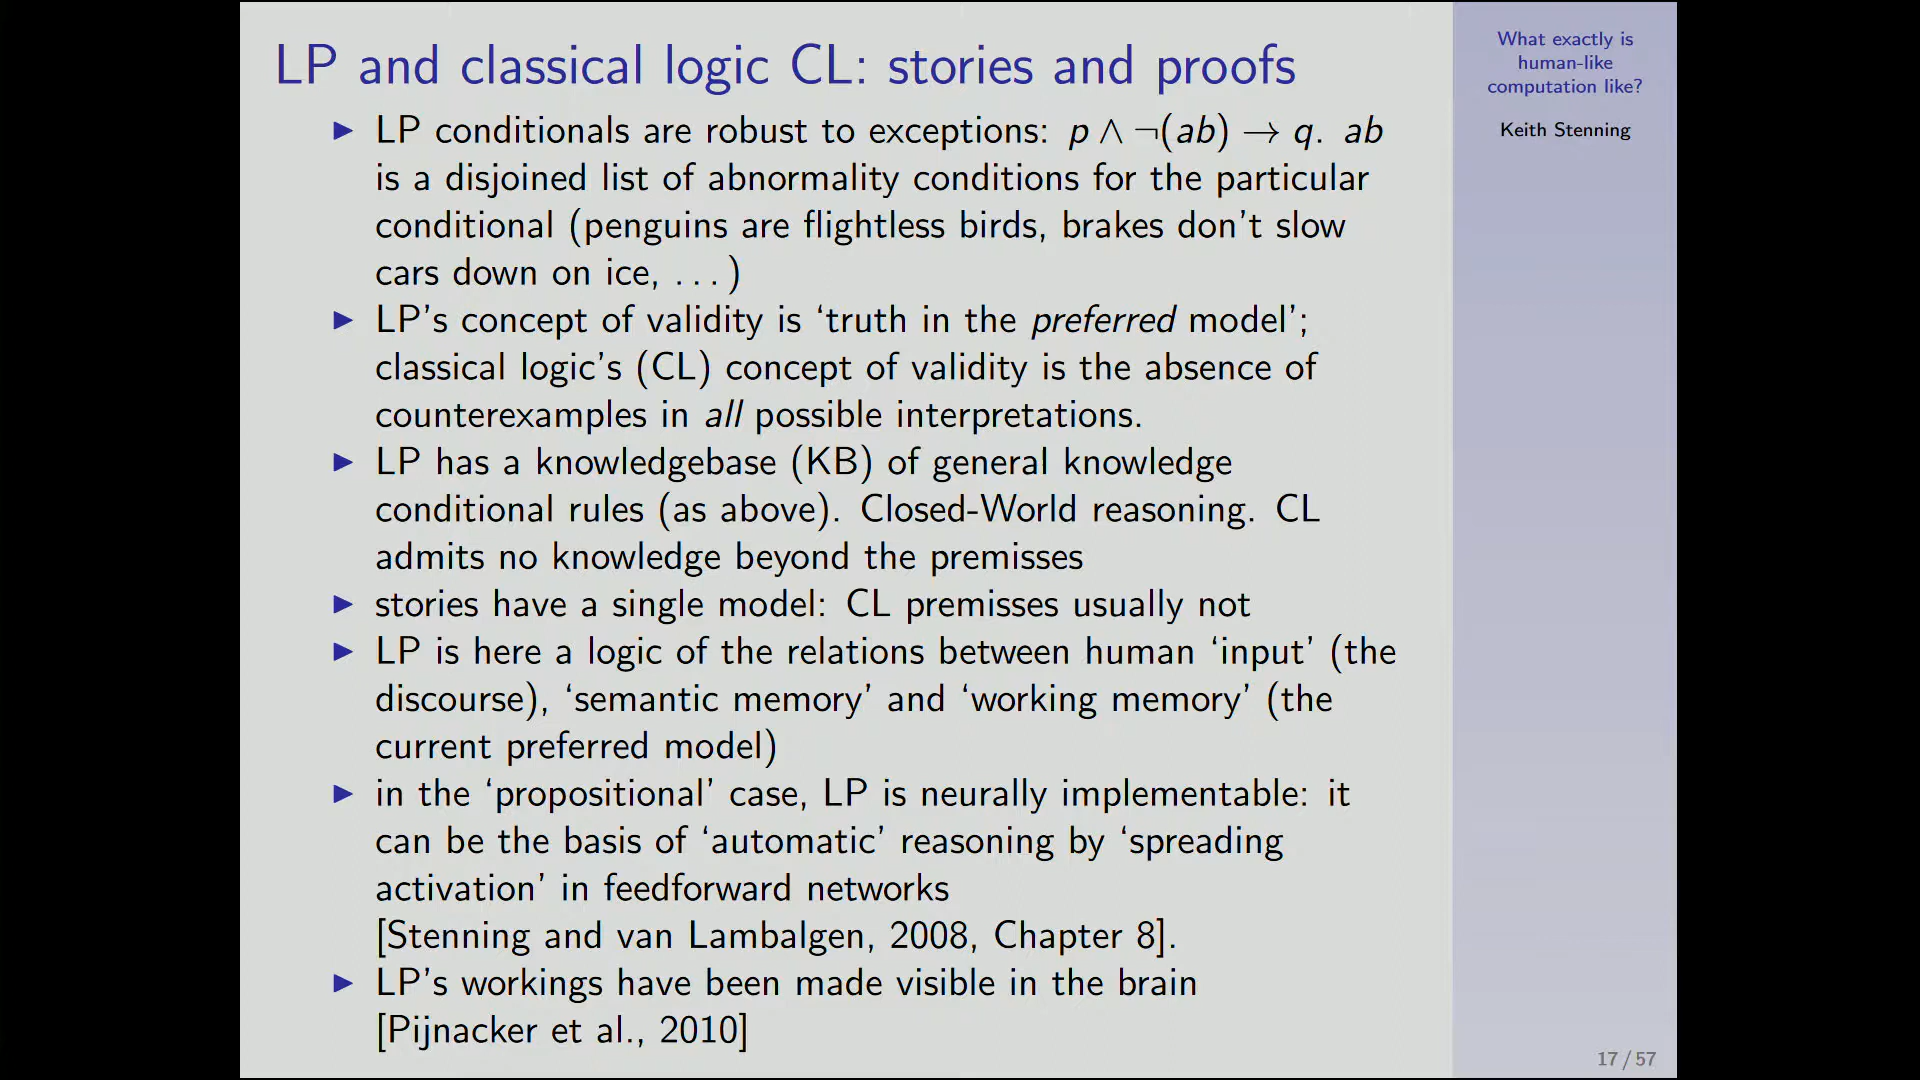 LP and classical logic CL: stories and proofs
▶ LP conditionals are robust to exceptions: p ∧ ¬(ab) → q. ab
is a disjoined list of abnormality conditions for the particular
conditional (penguins are flightless birds, brakes don't slow
cars down on ice, ...)
▶ LP's concept of validity is ‘truth in the preferred model’;
classical logic's (CL) concept of validity is the absence of
counterexamples in all possible interpretations.
▶ LP has a knowledgebase (KB) of general knowledge
conditional rules (as above). Closed-World reasoning. CL
admits no knowledge beyond the premisses
▶ stories have a single model: CL premisses usually not
▶ LP is here a logic of the relations between human ‘input’ (the
discourse), ‘semantic memory’ and ‘working memory’ (the
current preferred model)
▶ in the ‘propositional’ case, LP is neurally implementable: it
can be the basis of ‘automatic’ reasoning by ‘spreading
activation’ in feedforward networks
[Stenning and van Lambalgen, 2008, Chapter 8].
▶ LP's workings have been made visible in the brain
[Pijnacker et al., 2010]
What exactly is
human-like
computation like?
Keith Stenning
17 / 57